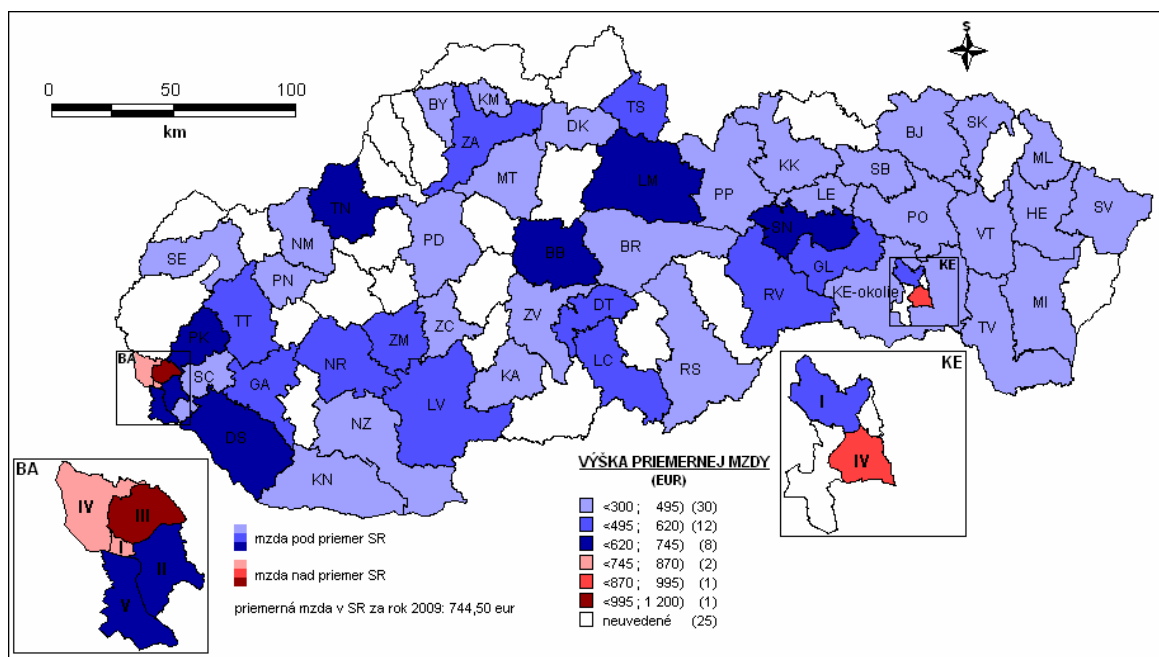 S
0 50 100
km
BY
KM
TS
ZA
DK
BJ
SK
ML
KK
SB
MT
LM
PP
LE
PO
HE
SV
TN
VT
NM
PD
SN
BB
BR
SE
GL
KE
PN
KE-okolie
RV
MI
TT
DT
PK
ZC
ZV
ZM
TV
BA
SC
NR
LC
KE
GA
KA
RS
LV
I
NZ
DS
IV
KN
BA
VÝŠKA PRIEMERNEJ MZDY
(EUR)
<300 ; 495) (30)
<495 ; 620) (12)
<620 ; 745) (8)
<745 ; 870) (2)
<870 ; 995) (1)
<995 ; 1 200) (1)
neuvedené (25)
IV
III
I
II
V
mzda pod priemer SR
mzda nad priemer SR
priemerná mzda v SR za rok 2009: 744,50 eur